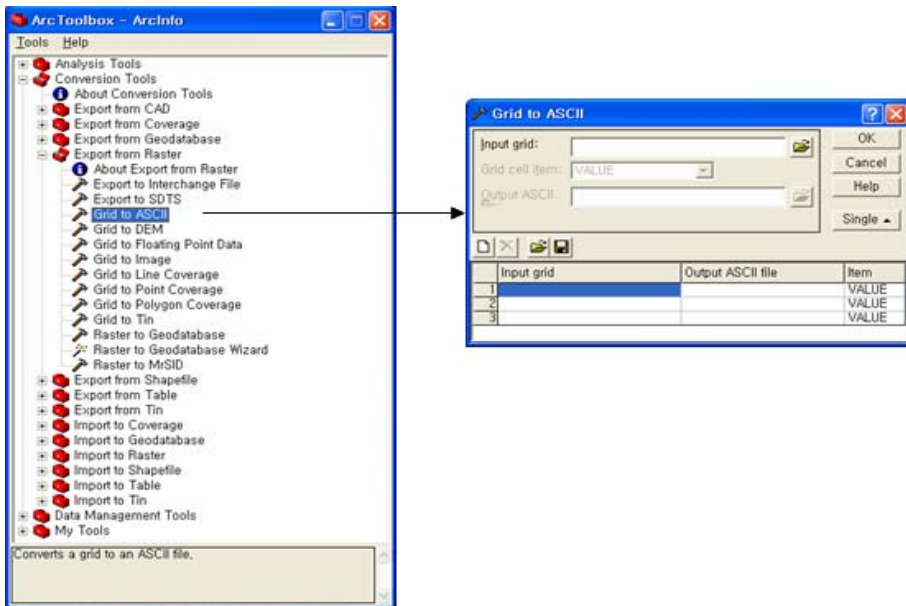 ArcToolbox - ArcInfo
Tools Help
Analysis Tools
Conversion Tools
About Conversion Tools
Export from CAD
Export from Coverage
Export from Geodatabase
Export from Raster
About Export from Raster
Export to Interchange File
Export to SDTS
Grid to ASCII
Grid to DEM
Grid to Floating Point Data
Grid to Image
Grid to Line Coverage
Grid to Point Coverage
Grid to Polygon Coverage
Grid to Tin
Raster to Geodatabase
Raster to Geodatabase Wizard
Raster to MrSID
Export from Shapefile
Export from Table
Export from Tin
Import to Coverage
Import to Geodatabase
Import to Raster
Import to Shapefile
Import to Table
Import to Tin
Data Management Tools
My Tools
Converts a grid to an ASCII file,
Grid to ASCII
Input grid:
OK
Grid cell item: VALUE
Cancel
Output ASCII
Help
Single
Input grid Output ASCII file Item
1 VALUE
2 VALUE
3 VALUE